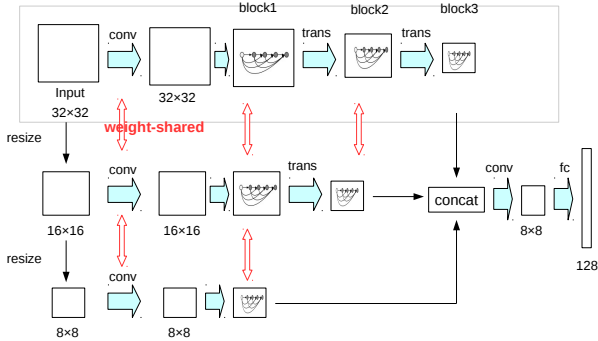 block1
block2
block3
conv
trans
trans
Input
32×32
32×32
weight-shared
resize
conv
trans
conv
fc
concat
16×16
16×16
8×8
resize
conv
128
8×8
8×8